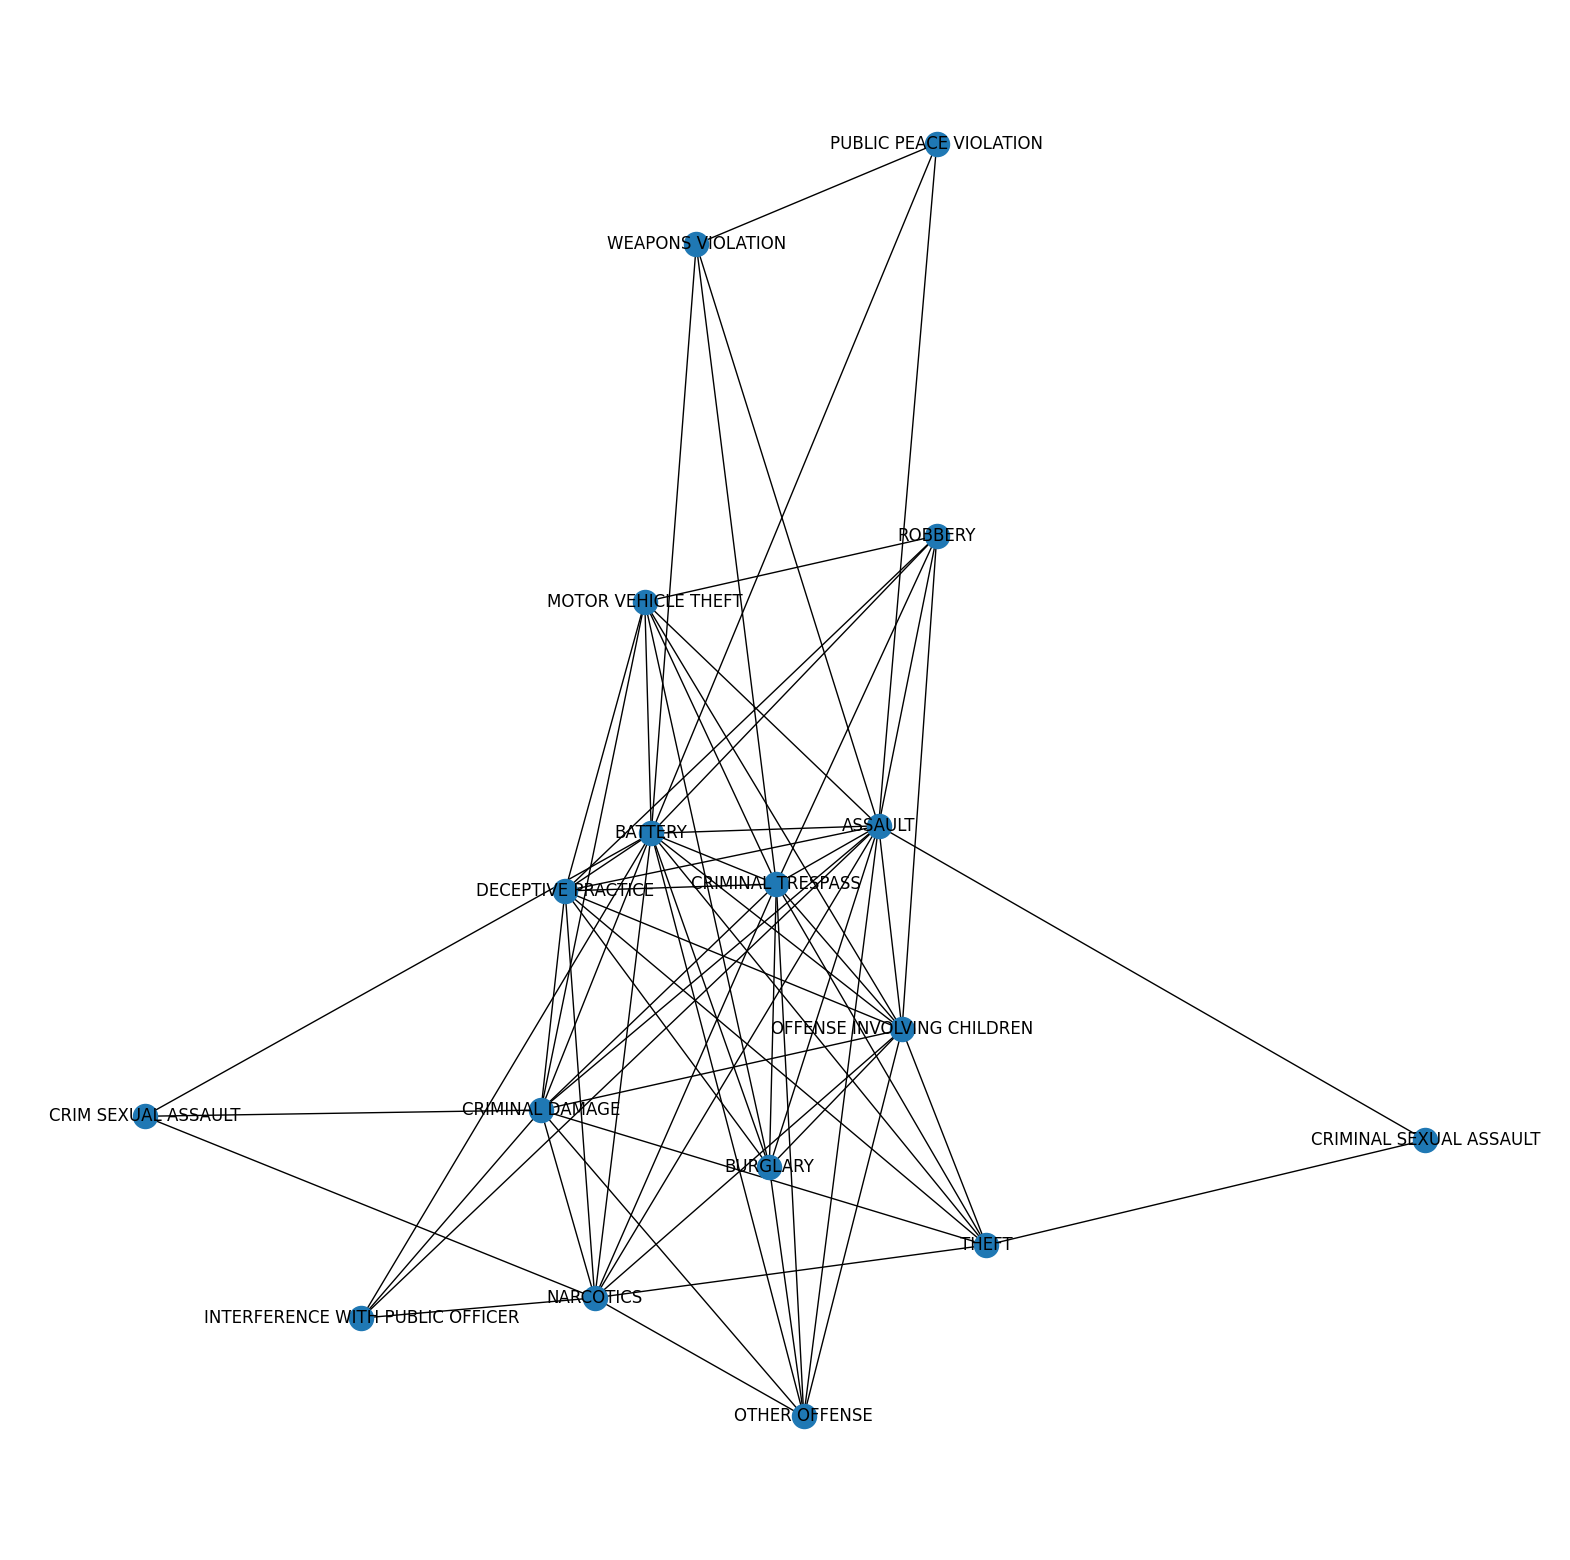 PUBLIC PEACE VIOLATION
WEAPONS VIOLATION
ROBBERY
MOTOR VEHICLE THEFT
ASSAULT
BATTERY
CRIMINAL TRESPASS
DECEPTIVE PRACTICE
OFFENSE INVOLVING CHILDREN
CRIMINAL DAMAGE
CRIM SEXUAL ASSAULT
CRIMINAL SEXUAL ASSAULT
BURGLARY
THEFT
NARCOTICS
INTERFERENCE WITH PUBLIC OFFICER
OTHER OFFENSE